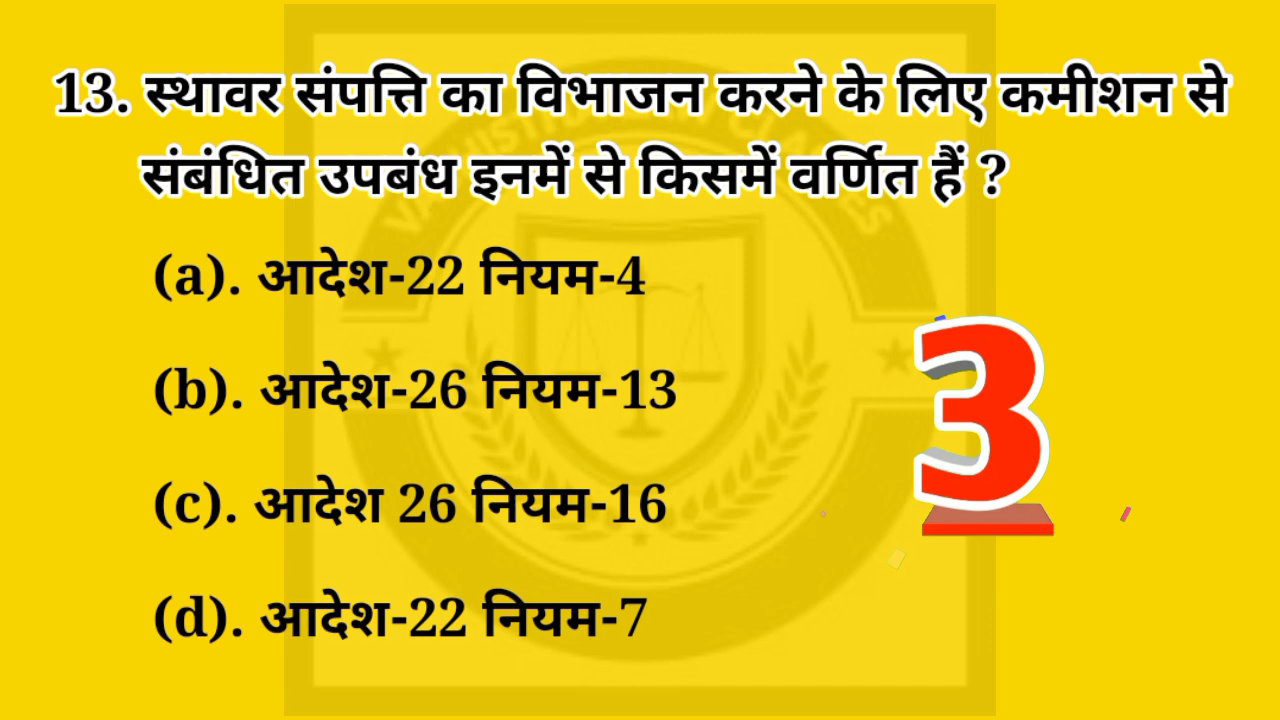 13. स्थावर संपत्ति का विभाजन करने के लिए कमीशन से
संबंधित उपबंध इनमें से किसमें वर्णित हैं ?
(a). आदेश-22 नियम-4
(b). आदेश-26 नियम-13
3
(c). आदेश 26 नियम-16
(d). आदेश-22 नियम-7